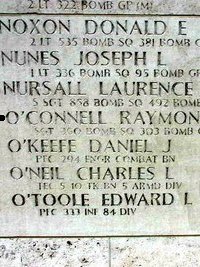 2 LT 322 BOMB GP (M)
NOXON DONALD E
2 LT 535 BOMB SQ 381 BOMB G
NUNES JOSEPH L
1 LT 336 BOMB SQ 95 BOMB GP
NURSALL LAURENCE
S SGT 858 BOMB SQ 492 BOMB
O'CONNELL RAYMON
SGT 360 BOMB SQ 303 BOMB G
O'KEEFE DANIEL J
PFC 294 ENGR COMBAT BN
O'NEIL CHARLES L
TEC 5 10 TK BN 5 ARMD DIV
O'TOOLE EDWARD L
PFC 333 INF 84 DIV